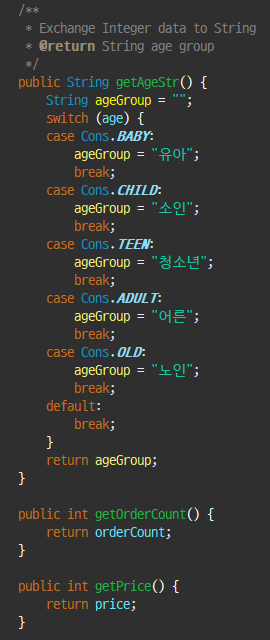 /**
 * Exchange Integer data to String
 * @return String age group
 */
public String getAgeStr() {
    String ageGroup = "";
    switch (age) {
    case Cons.BABY:
        ageGroup = "유아";
        break;
    case Cons.CHILD:
        ageGroup = "소인";
        break;
    case Cons.TEEN:
        ageGroup = "청소년";
        break;
    case Cons.ADULT:
        ageGroup = "어른";
        break;
    case Cons.OLD:
        ageGroup = "노인";
        break;
    default:
        break;
    }
    return ageGroup;
}

public int getOrderCount() {
    return orderCount;
}

public int getPrice() {
    return price;
}